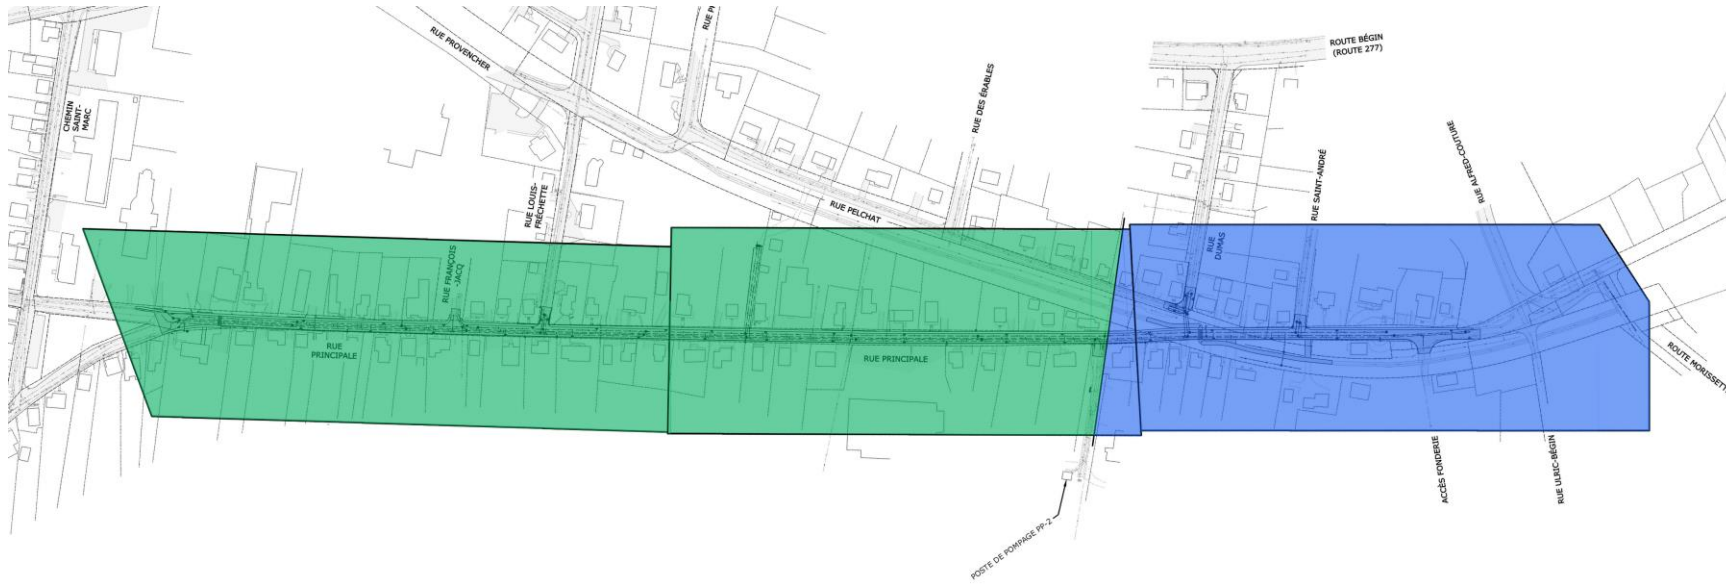 RUE PROVENCHER
ROUTE BÉGIN
(ROUTE 277)
CHEMIN
SAINT-
MARC
RUE DES ÉRABLES
RUE ALFRED-COUTURE
RUE SAINT-ANDRÉ
RUE LOUIS-
FRÉCHETTE
RUE PELCHAT
RUE
DUMAS
RUE FRANÇOIS
-JACQ
RUE
PRINCIPALE
RUE PRINCIPALE
ROUTE MORISSETTE
ACCÈS FONDERIE
RUE ULRIC-BÉGIN
POSTE DE POMPAGE PP-2